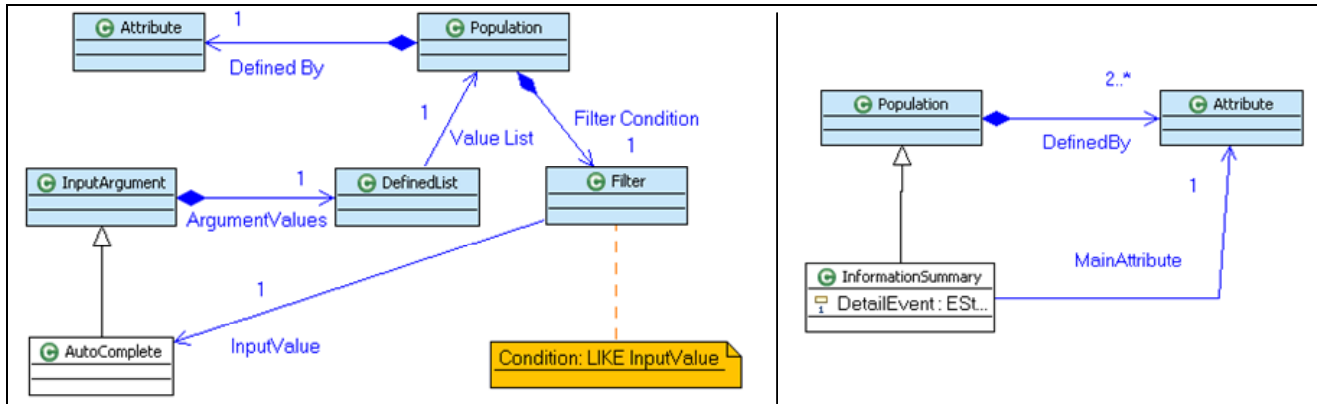 1
Attribute
Population
Defined By
1
Value List
Filter Condition
1
InputArgument
1
DefinedList
Filter
ArgumentValues
1
AutoComplete
InputValue
Condition: LIKE InputValue
2..*
Population
Attribute
DefinedBy
1
MainAttribute
InformationSummary
1
DetailEvent : ESt...